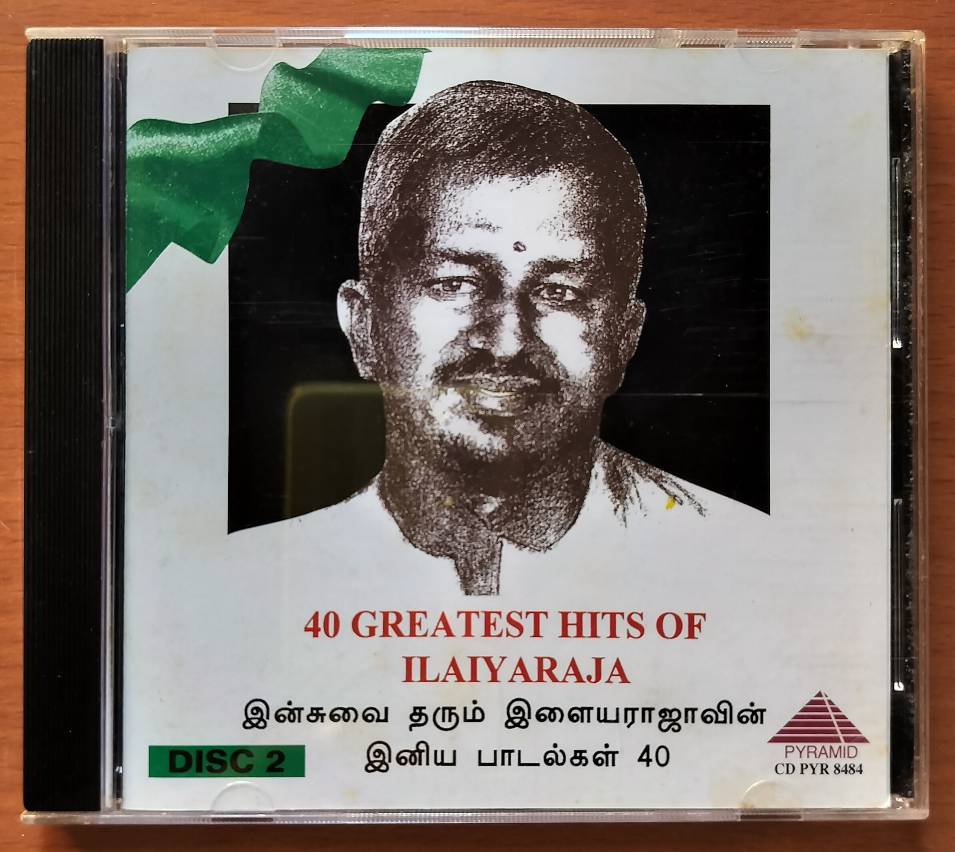 40 GREATEST HITS OF
ILAIYARAJA
இன்சுவை தரும் இளையராஜாவின்
இனிய பாடல்கள் 40
DISC 2
PYRAMID
CD PYR 8484